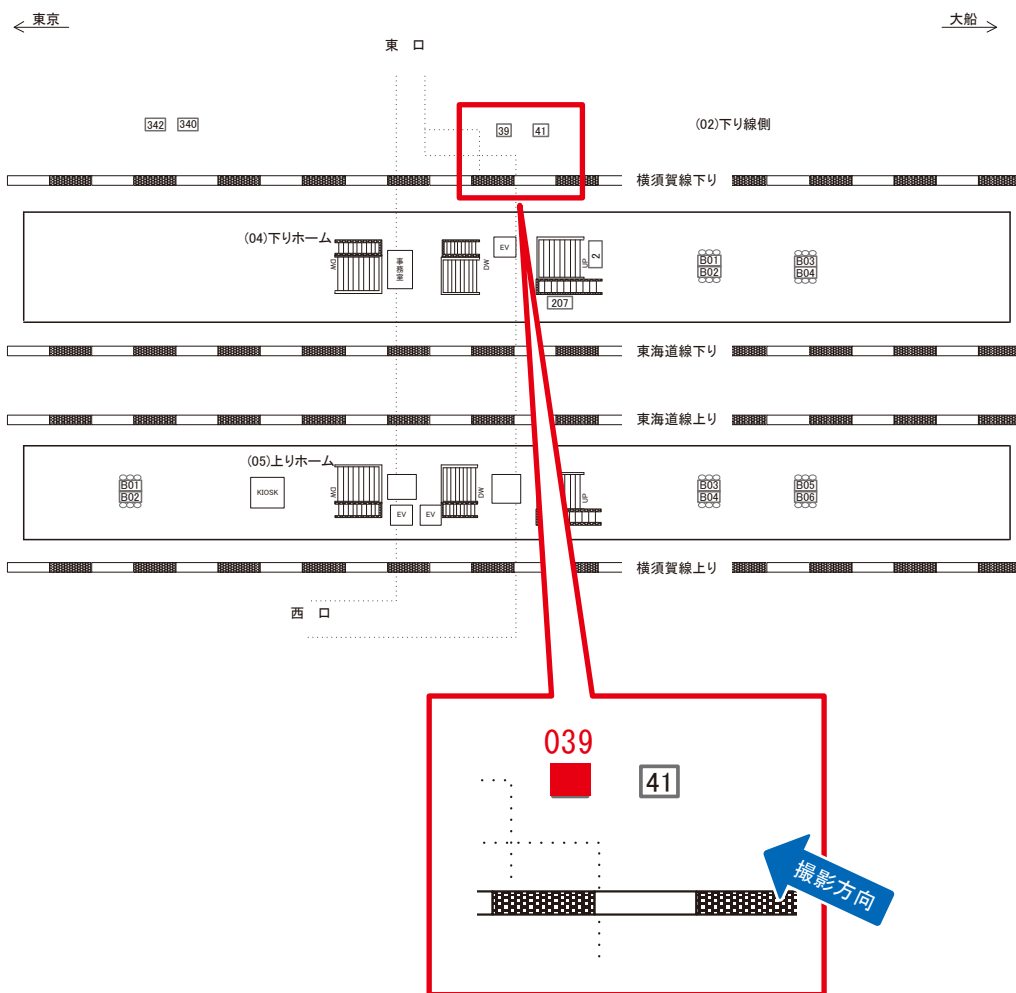 東京
大船
東 口
342 340
39 41
(02)下り線側
横須賀線下り
(04)下りホーム
DW
事務室
DW
EV
UP
2
207
B01
B02
B03
B04
東海道線下り
東海道線上り
(05)上りホーム
B01
B02
KIOSK
DW
EV
EV
DW
UP
B03
B04
B05
B06
横須賀線上り
西 口
039
41
撮影方向